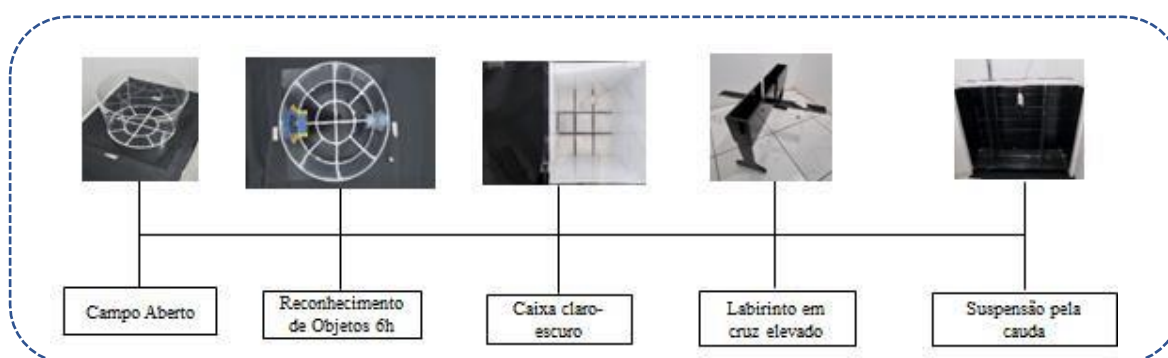 Campo Aberto
Reconhecimento
de Objetos 6h
Caixa claro-
escuro
Labirinto em
cruz elevado
Suspensão pela
cauda